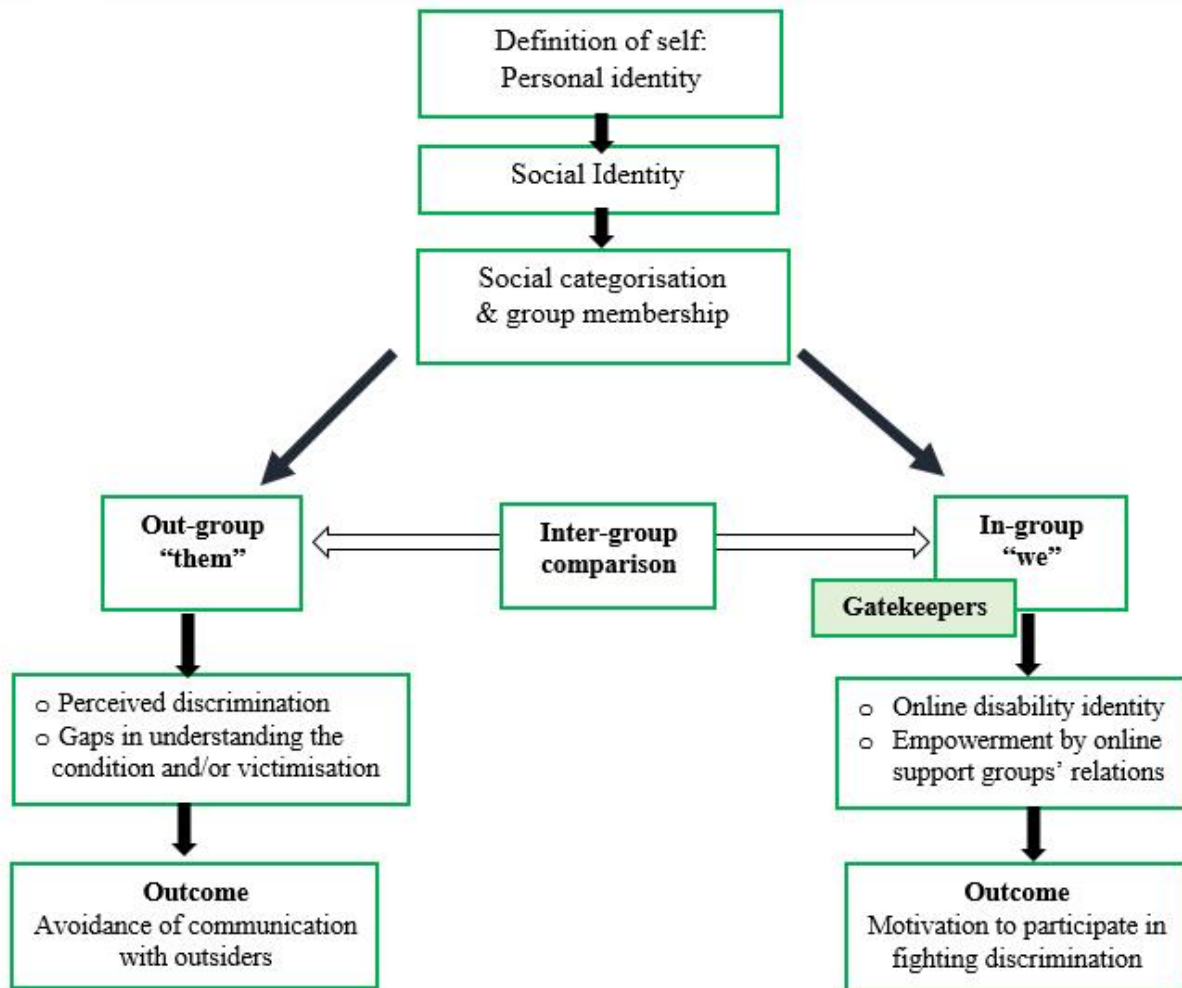 Definition of self:
Personal identity
Social Identity
Social categorisation
& group membership
Out-group
“them”
Inter-group
comparison
In-group
“we”
Gatekeepers
o Perceived discrimination
o Gaps in understanding the
condition and/or victimisation
o Online disability identity
o Empowerment by online
support groups’ relations
Outcome
Avoidance of communication
with outsiders
Outcome
Motivation to participate in
fighting discrimination